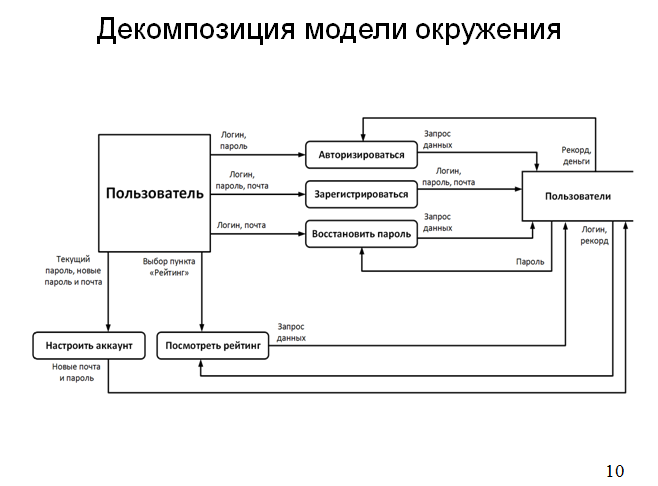 Декомпозиция модели окружения
Логин,
пароль
Запрос
данных
Рекорд,
деньги
Авторизироваться
Пользователь
Логин,
пароль, почта
Зарегистрироваться
Логин,
пароль, почта
Пользователи
Логин, почта
Восстановить пароль
Запрос
данных
Логин,
рекорд
Пароль
Текущий
пароль, новые
пароль и почта
Выбор пункта
«Рейтинг»
Настроить аккаунт
Посмотреть рейтинг
Запрос
данных
Новые почта
и пароль
10